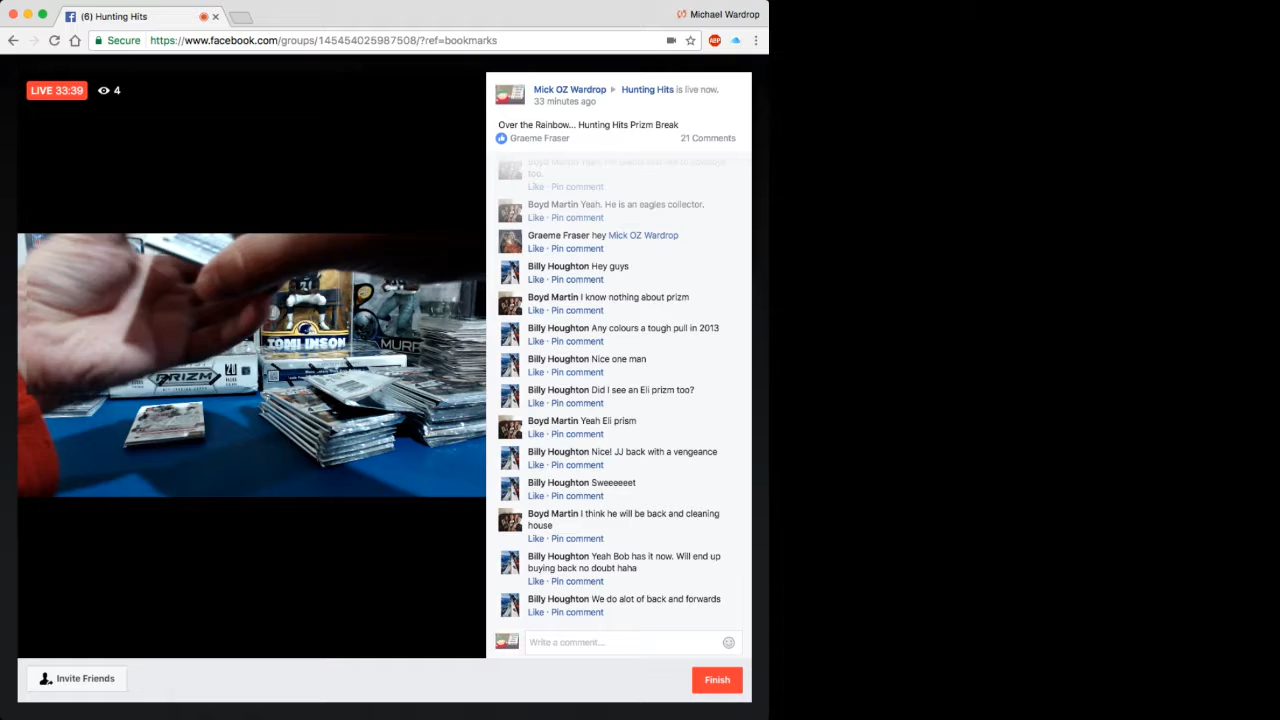 (6) Hunting Hits
Michael Wardrop
Secure https://www.facebook.com/groups/145454025987508/?ref=bookmarks
ABP
LIVE 33:39 4
Mick OZ Wardrop ▸ Hunting Hits is live now.
33 minutes ago
Over the Rainbow... Hunting Hits Prizm Break
Graeme Fraser 21 Comments
Boyd Martin Yeah.
too.
Like · Pin comment
Boyd Martin Yeah. He is an eagles collector.
Like · Pin comment
Graeme Fraser hey Mick OZ Wardrop
Like · Pin comment
Billy Houghton Hey guys
Like · Pin comment
Boyd Martin I know nothing about prizm
Like · Pin comment
Billy Houghton Any colours a tough pull in 2013
Like · Pin comment
Billy Houghton Nice one man
Like · Pin comment
Billy Houghton Did I see an Eli prizm too?
Like · Pin comment
Boyd Martin Yeah Eli prism
Like · Pin comment
Billy Houghton Nice! JJ back with a vengeance
Like · Pin comment
Billy Houghton Sweeeeeet
Like · Pin comment
Boyd Martin I think he will be back and cleaning
house
Like · Pin comment
Billy Houghton Yeah Bob has it now. Will end up
buying back no doubt haha
Like · Pin comment
Billy Houghton We do alot of back and forwards
Like · Pin comment
Write a comment...
Invite Friends
Finish
TOMLINSON
MURR
PRIZM